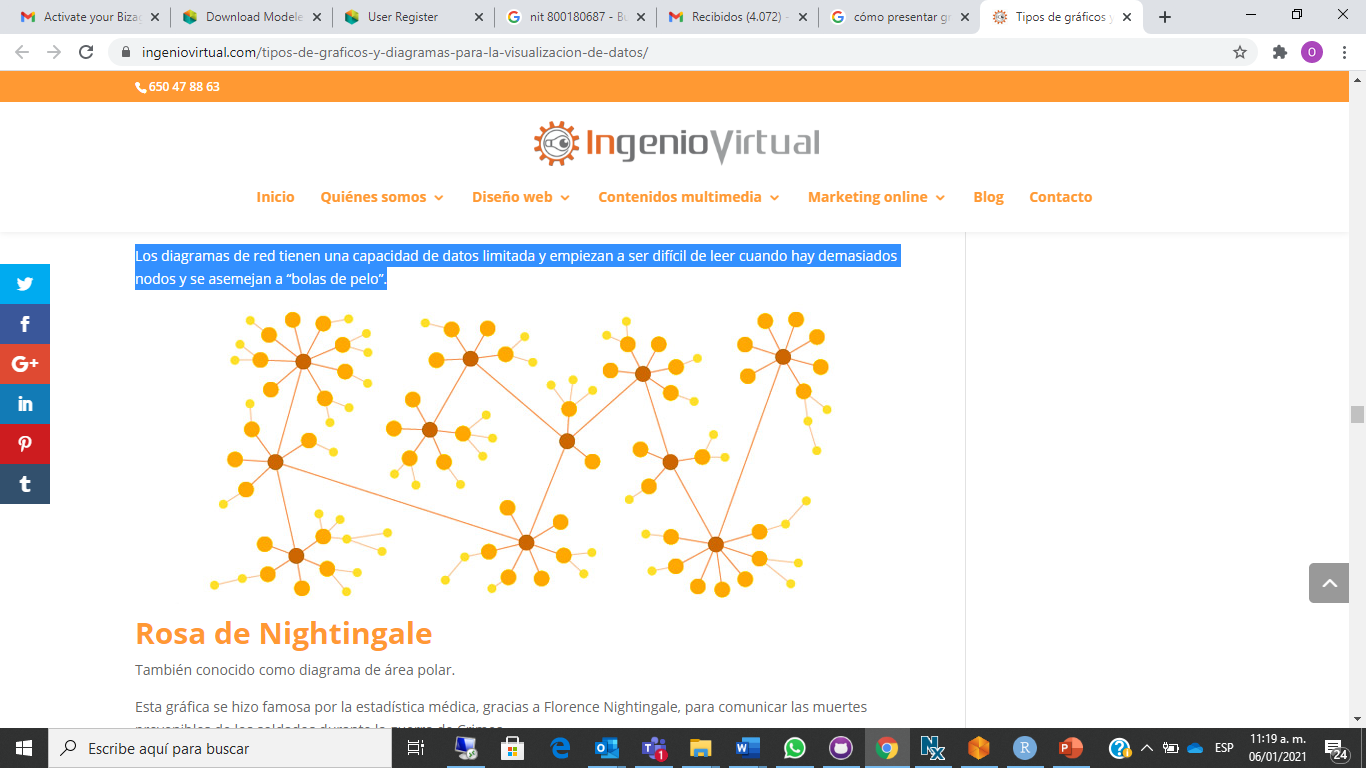 Activate your Bizag
Download Modele
User Register
nit 800180687 - Bu
Recibidos (4.072) -
cómo presentar gr
Tipos de gráficos y
ingeniovirtual.com/tipos-de-graficos-y-diagramas-para-la-visualizacion-de-datos/
O
650 47 88 63
IngenioVirtual
Inicio
Quiénes somos
Diseño web
Contenidos multimedia
Marketing online
Blog
Contacto
Los diagramas de red tienen una capacidad de datos limitada y empiezan a ser difícil de leer cuando hay demasiados
nodos y se asemejan a “bolas de pelo”.
Rosa de Nightingale
También conocido como diagrama de área polar.
Esta gráfica se hizo famosa por la estadística médica, gracias a Florence Nightingale, para comunicar las muertes
Escribe aquí para buscar
ESP
11:19 a. m.
06/01/2021
24